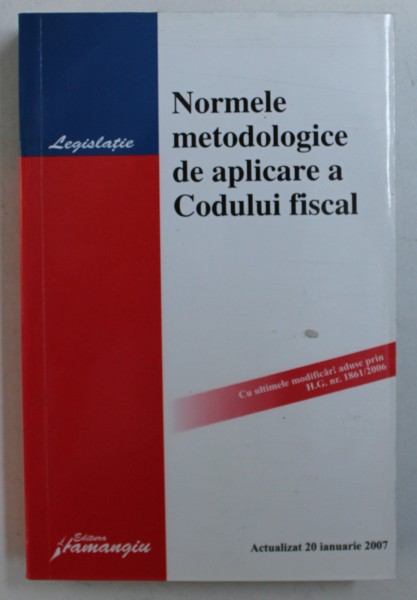 Legislație
Normele
metodologice
de aplicare a
Codului fiscal
Cu ultimele modificări aduse prin
H.G. nr. 1861/2006
Editura
Hamangiu
Actualizat 20 ianuarie 2007